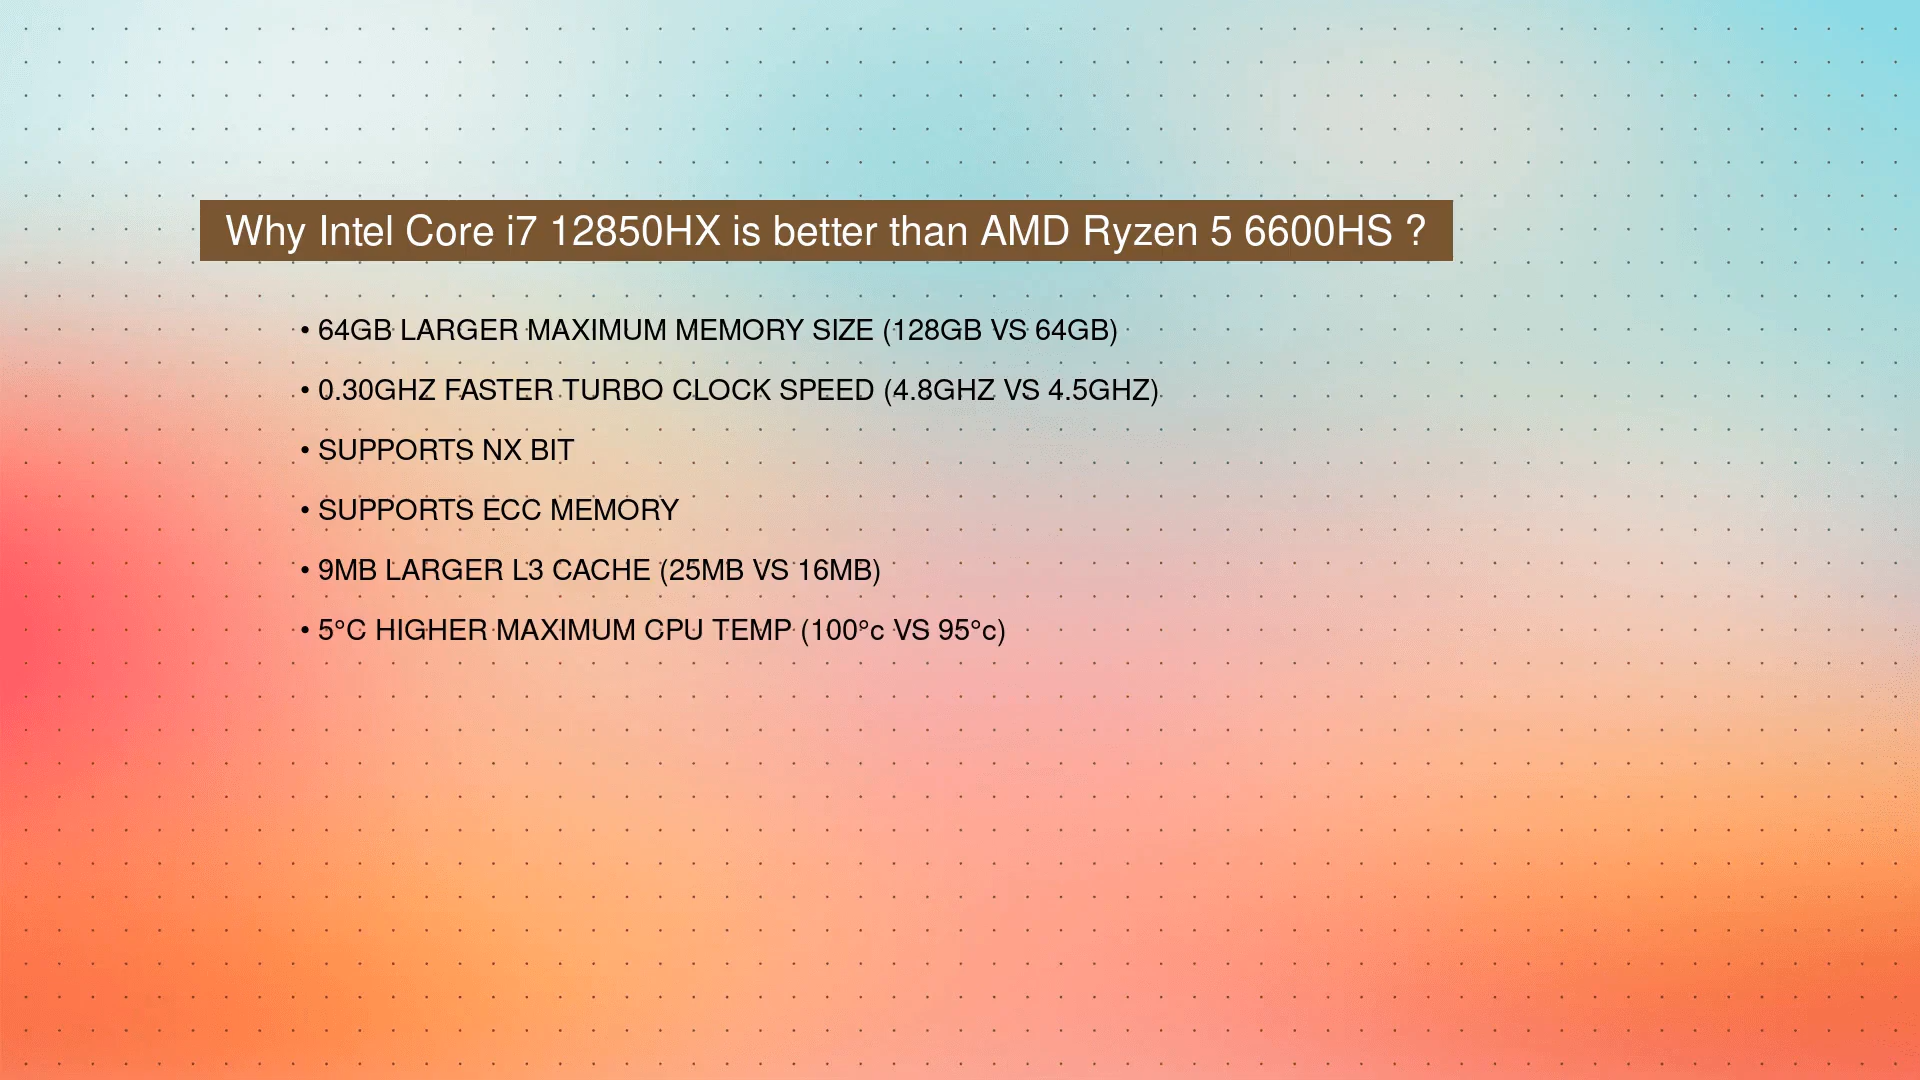 Why Intel Core i7 12850HX is better than AMD Ryzen 5 6600HS ?
• 64GB LARGER MAXIMUM MEMORY SIZE (128GB VS 64GB)
• 0.30GHZ FASTER TURBO CLOCK SPEED (4.8GHZ VS 4.5GHZ)
• SUPPORTS NX BIT
• SUPPORTS ECC MEMORY
• 9MB LARGER L3 CACHE (25MB VS 16MB)
• 5°C HIGHER MAXIMUM CPU TEMP (100°c VS 95°c)